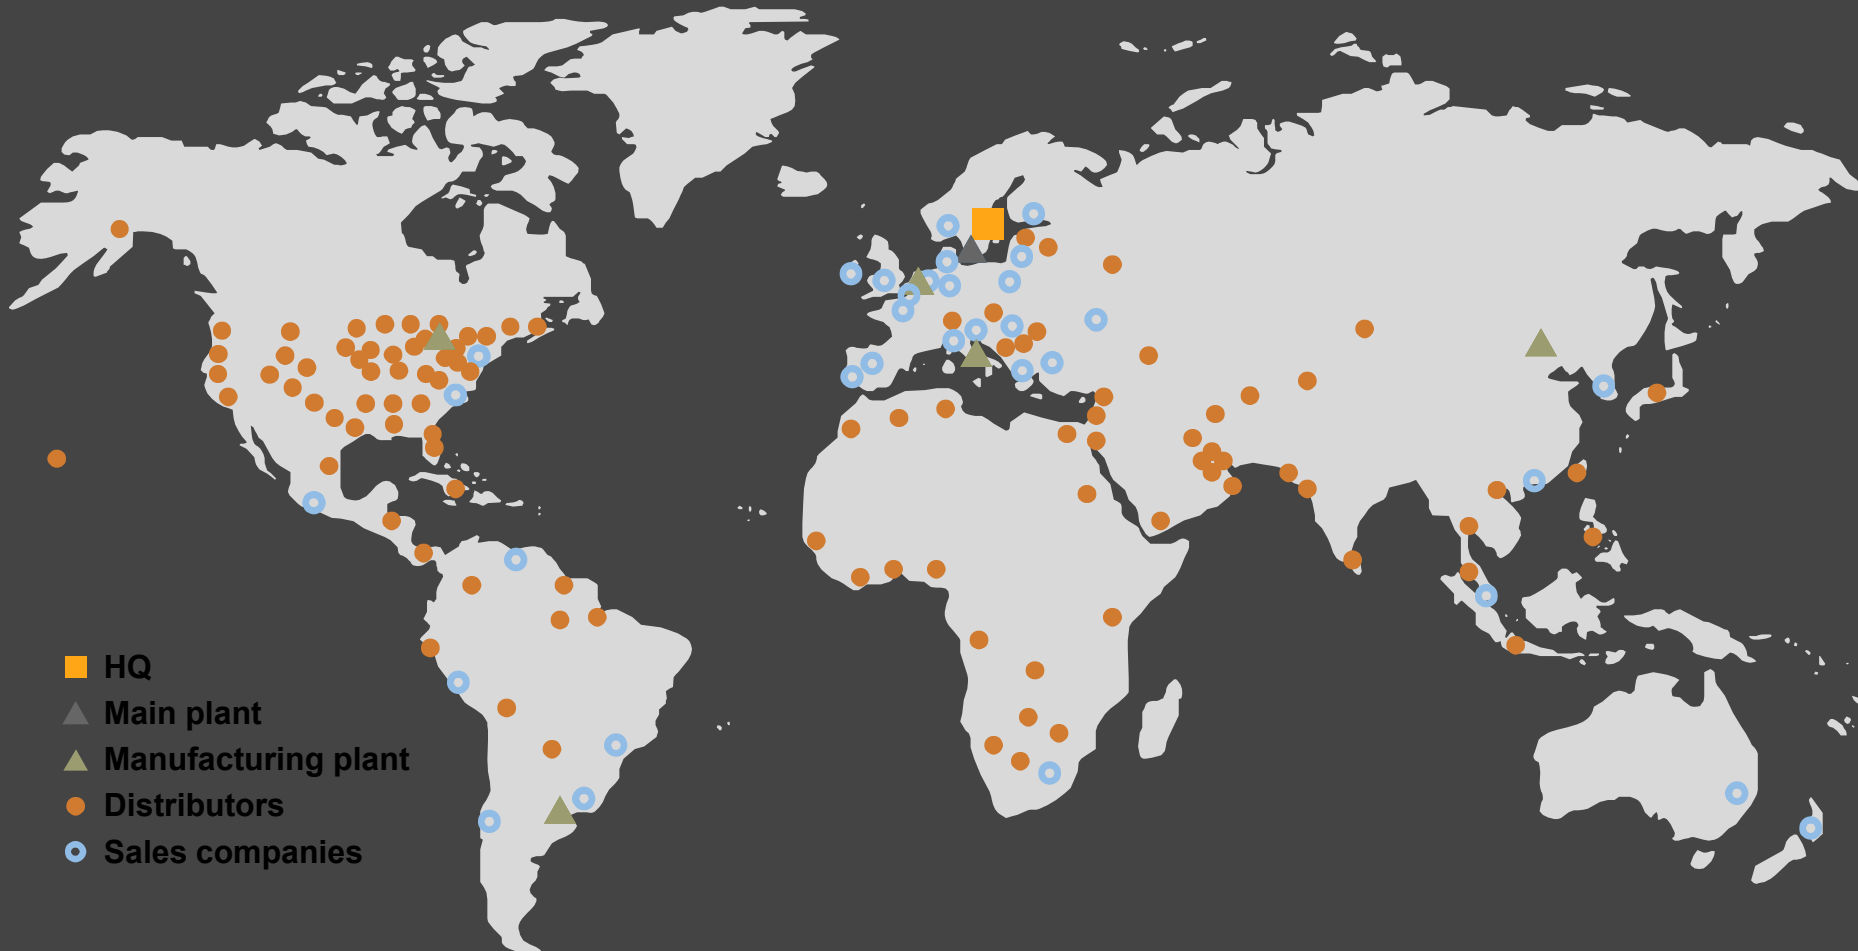 HQ
Main plant
Manufacturing plant
Distributors
Sales companies